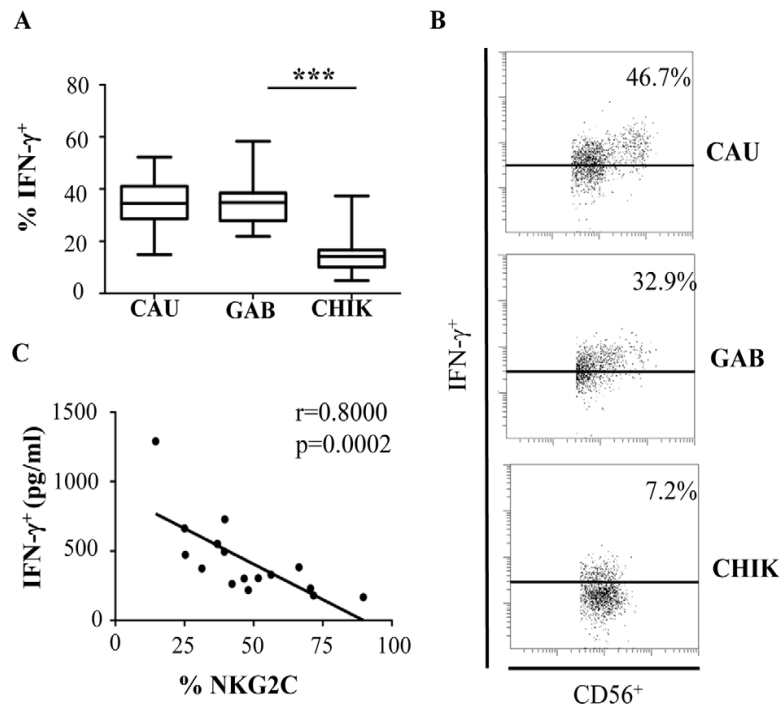 A
***
% IFN-γ⁺
80
60
40
20
0
CAU GAB CHIK
B
IFN-γ⁺
46.7%
CAU
32.9%
GAB
7.2%
CHIK
CD56⁺
C
r=0.8000
p=0.0002
IFN-γ⁺ (pg/ml)
1500
1000
500
0
0 25 50 75 100
% NKG2C